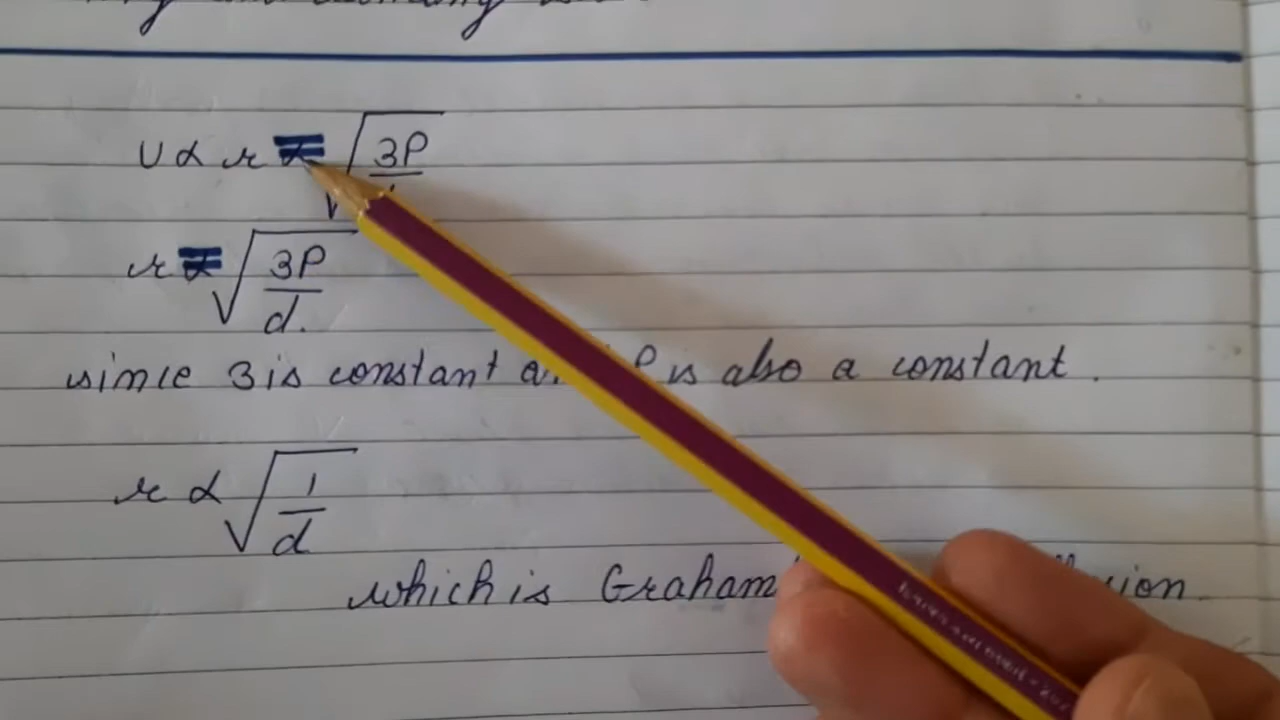 U α r = √3P
r = √3P/d.
since 3 is constant P is also a constant.
r α √1/d
which is Graham